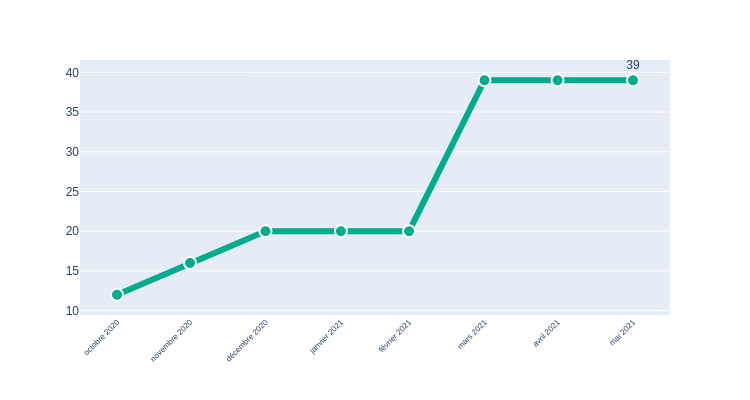 39
40
35
30
25
20
15
10
octobre 2020
novembre 2020
décembre 2020
janvier 2021
février 2021
mars 2021
avril 2021
mai 2021